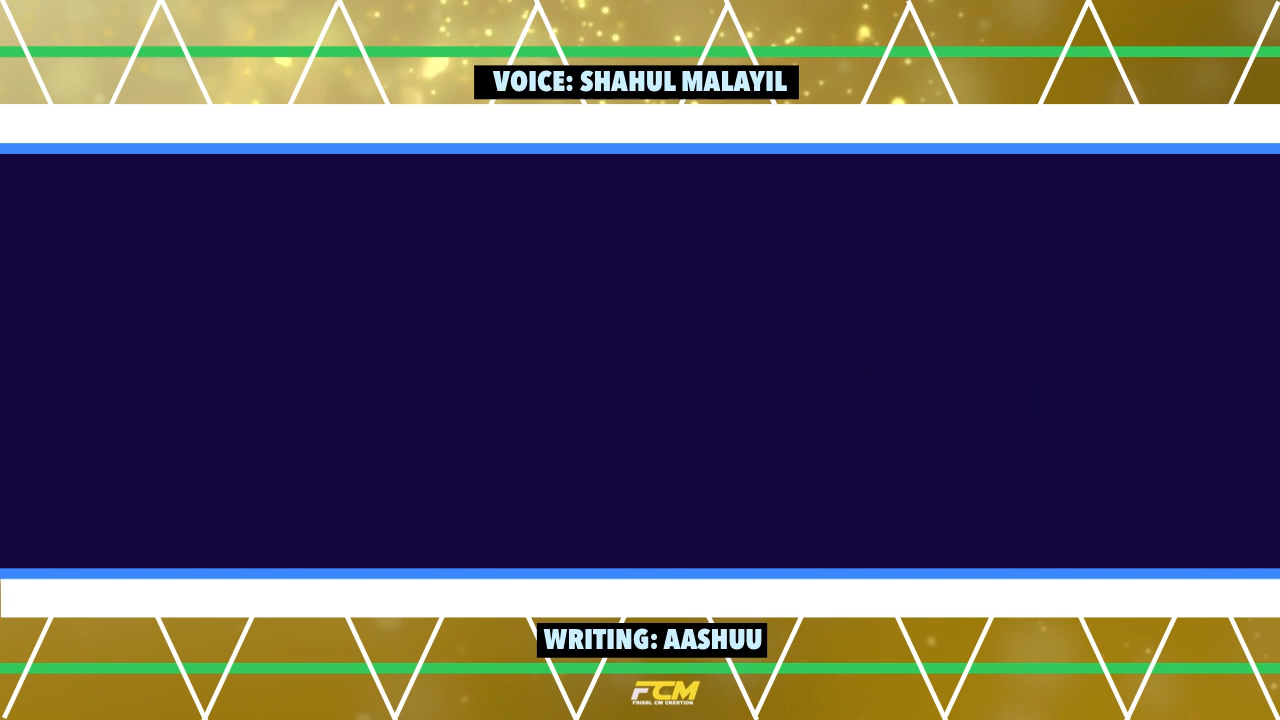 VOICE: SHAHUL MALAYIL
WRITING: AASHUU
FCM
FAISAL CM CREATION